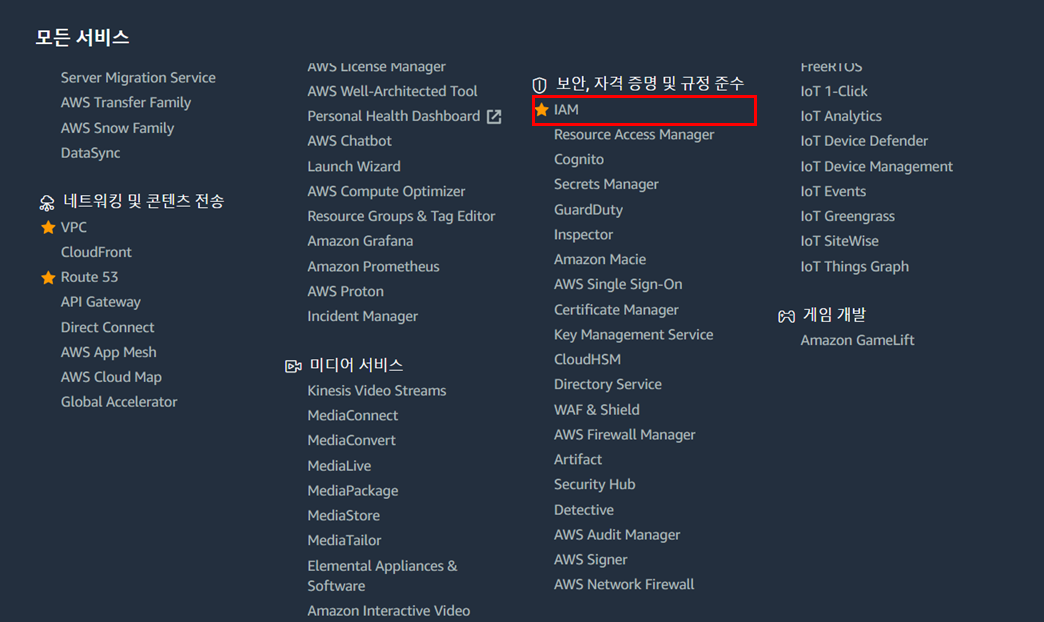 모든 서비스
Server Migration Service
AWS Transfer Family
AWS Snow Family
DataSync
네트워킹 및 콘텐츠 전송
VPC
CloudFront
Route 53
API Gateway
Direct Connect
AWS App Mesh
AWS Cloud Map
Global Accelerator
AWS License Manager
AWS Well-Architected Tool
Personal Health Dashboard
AWS Chatbot
Launch Wizard
AWS Compute Optimizer
Resource Groups & Tag Editor
Amazon Grafana
Amazon Prometheus
AWS Proton
Incident Manager
미디어 서비스
Kinesis Video Streams
MediaConnect
MediaConvert
MediaLive
MediaPackage
MediaStore
MediaTailor
Elemental Appliances &
Software
Amazon Interactive Video
보안, 자격 증명 및 규정 준수
IAM
Resource Access Manager
Cognito
Secrets Manager
GuardDuty
Inspector
Amazon Macie
AWS Single Sign-On
Certificate Manager
Key Management Service
CloudHSM
Directory Service
WAF & Shield
AWS Firewall Manager
Artifact
Security Hub
Detective
AWS Audit Manager
AWS Signer
AWS Network Firewall
FreeRTOS
IoT 1-Click
IoT Analytics
IoT Device Defender
IoT Device Management
IoT Events
IoT Greengrass
IoT SiteWise
IoT Things Graph
게임 개발
Amazon GameLift